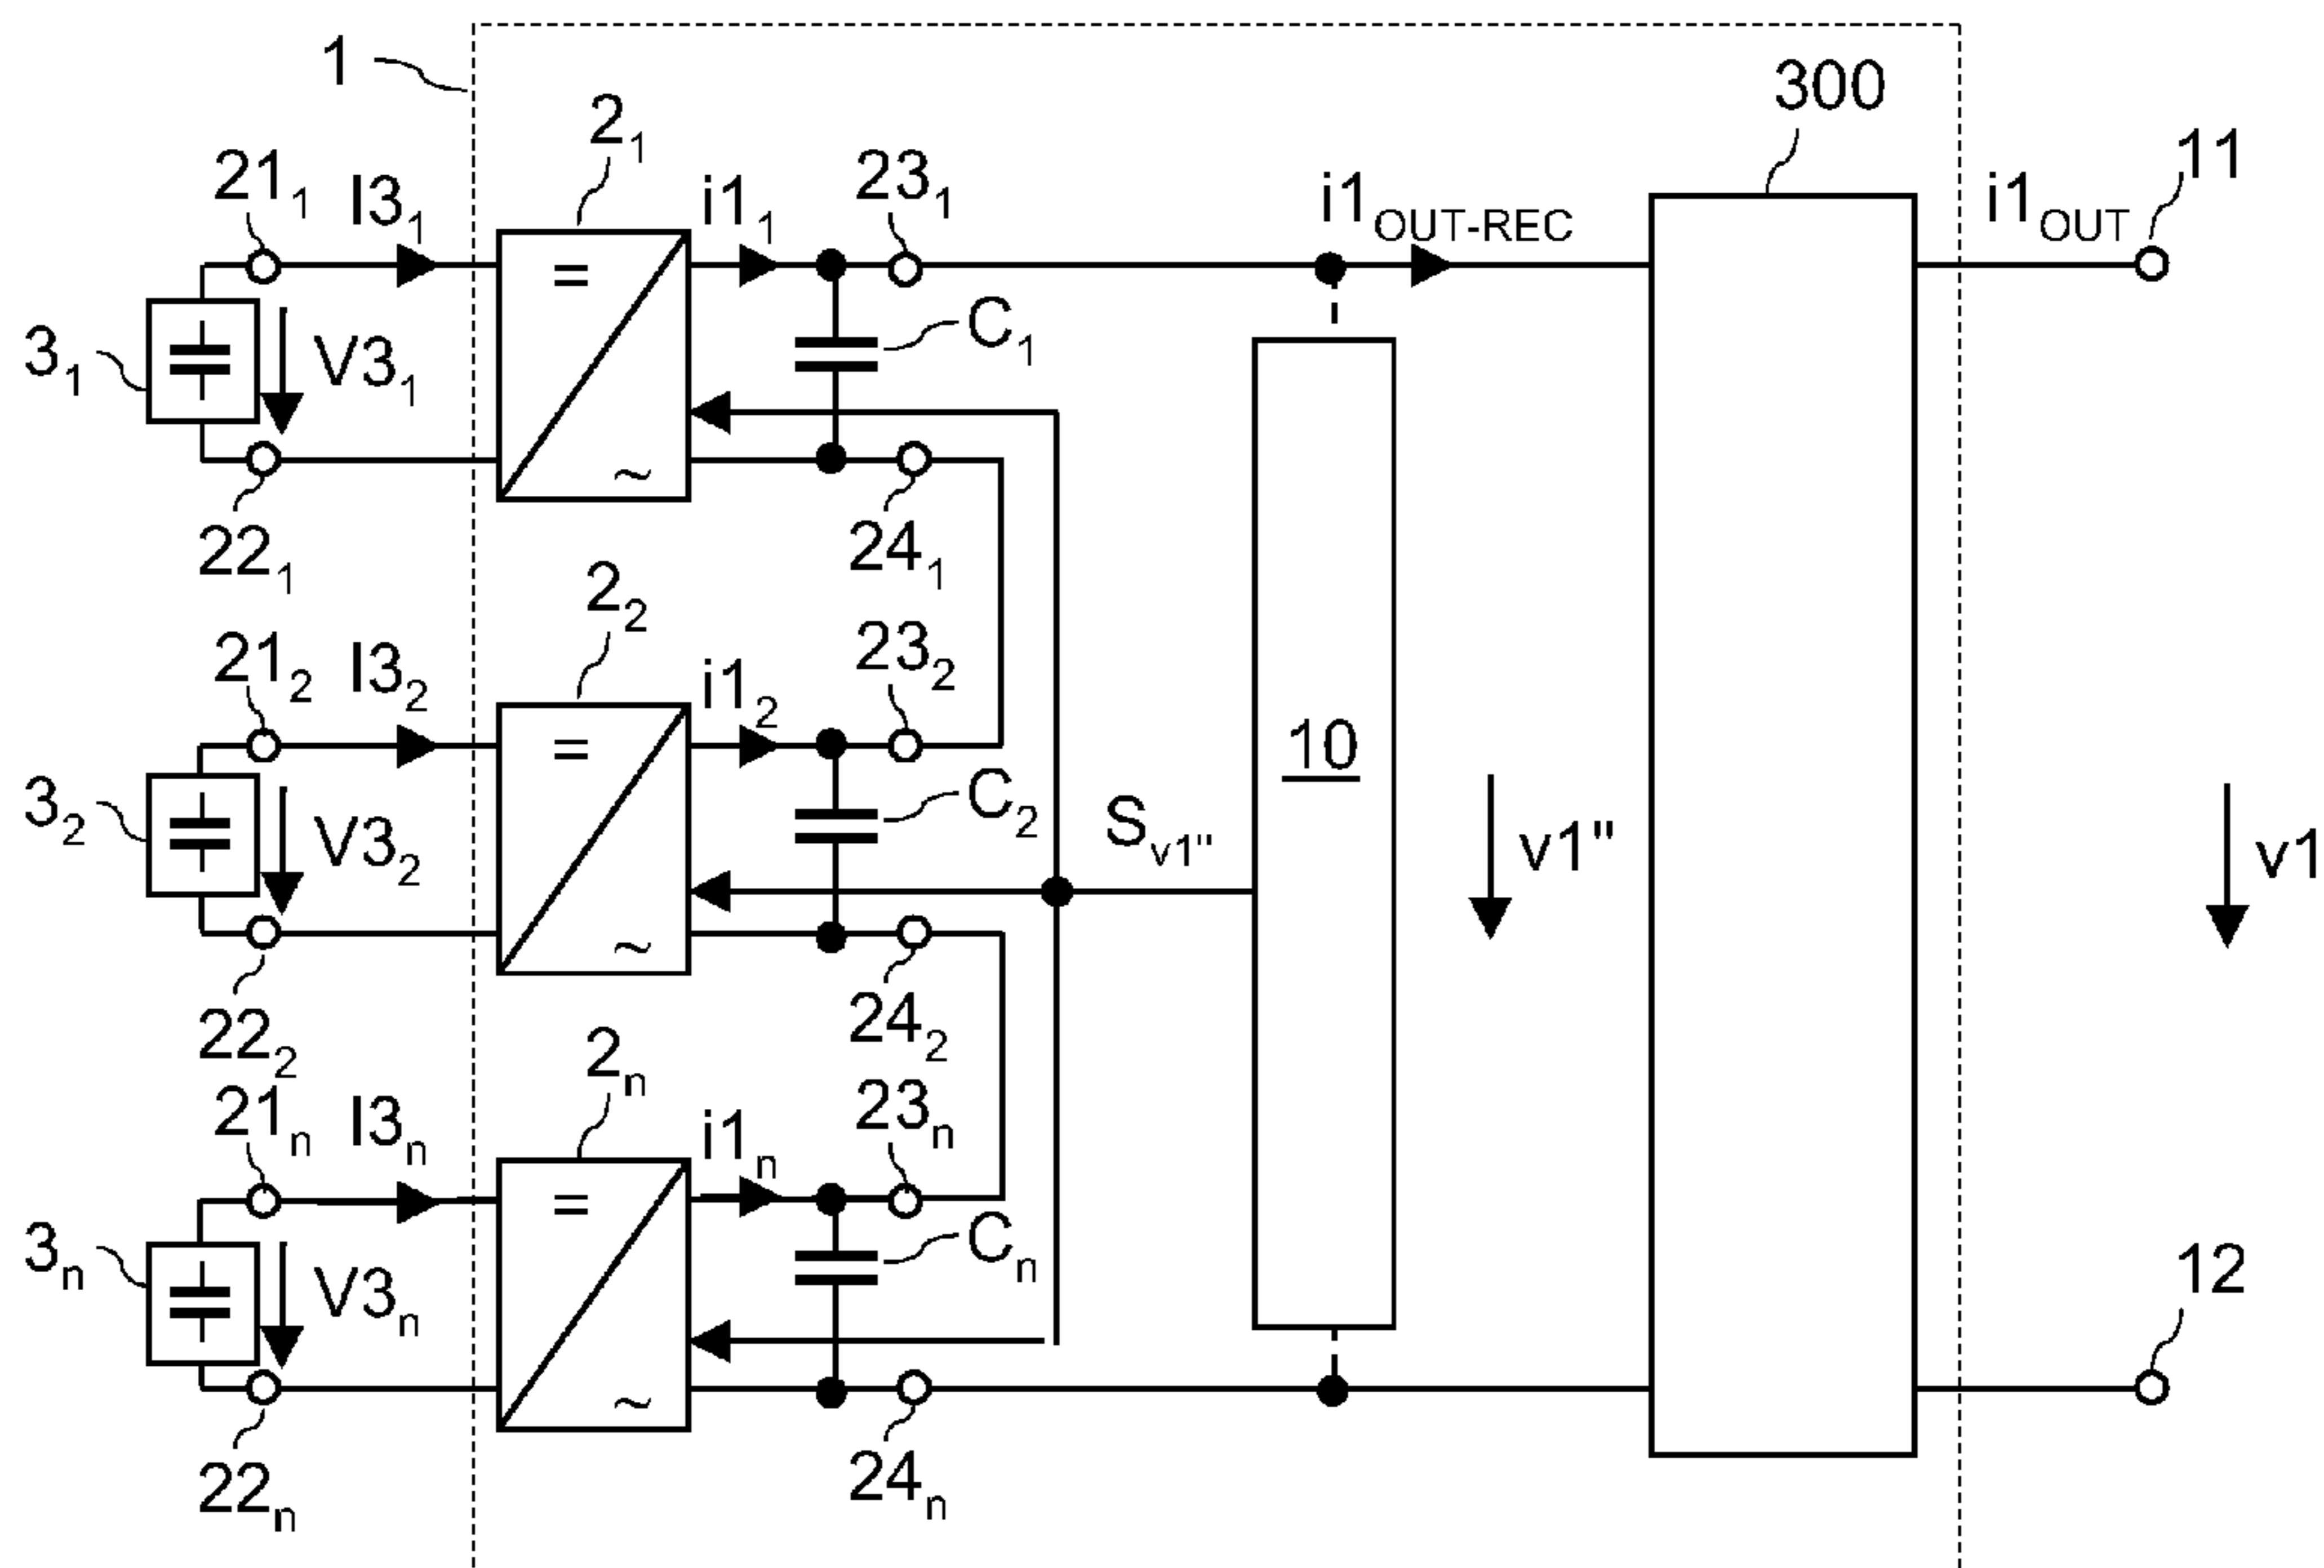 1
300
2₁
21₁ I3₁ i1₁ 23₁ i1OUT-REC i1OUT 11
=
3₁ V3₁ C₁
~
22₁ 24₁
2₂
21₂ I3₂ i1₂ 23₂
=
3₂ V3₂ C₂ Sv1" 10 v1" v1
~
22₂ 24₂
2n
21n I3n i1n 23n
=
3n V3n Cn 12
~
22n 24n